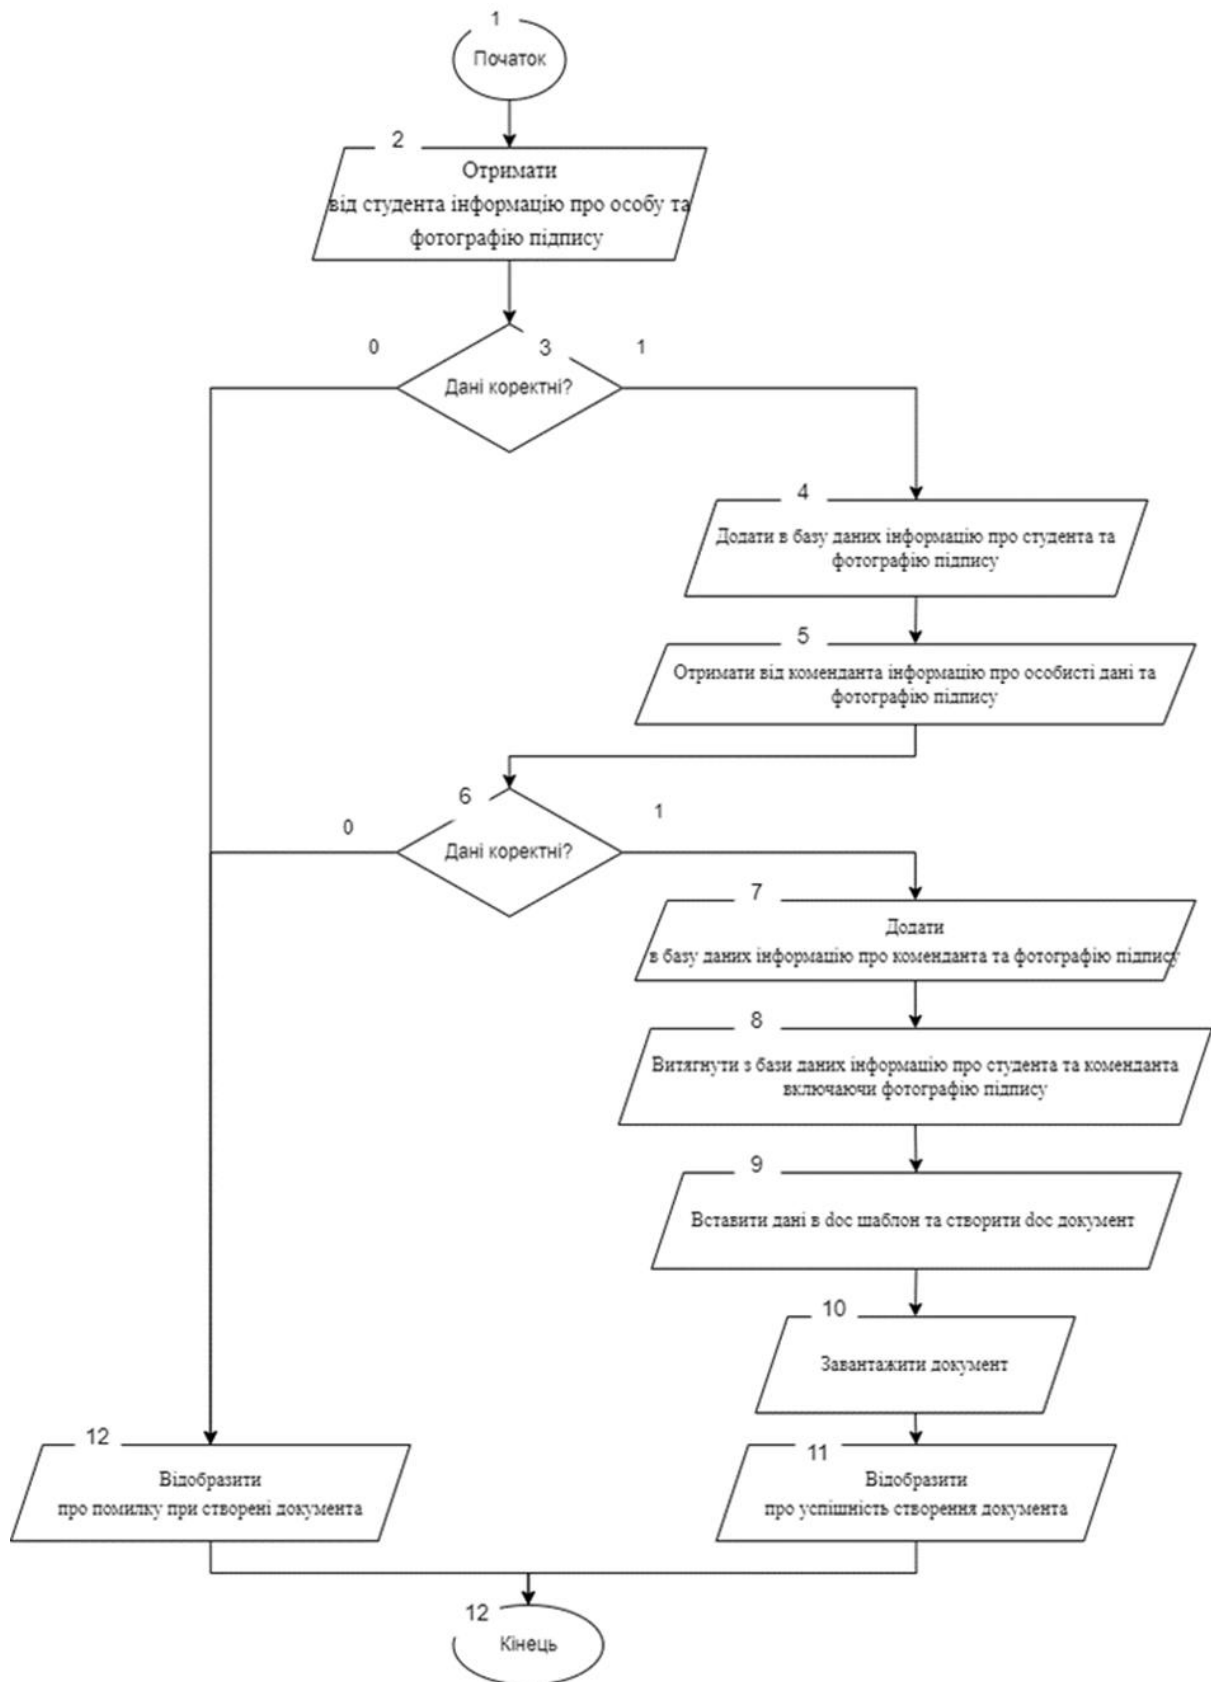 1
Початок
2
Отримати
від студента інформацію про особу та
фотографію підпису
0
3
1
Дані коректні?
4
Додати в базу даних інформацію про студента та
фотографію підпису
5
Отримати від коменданта інформацію про особисті дані та
фотографію підпису
6
0
1
Дані коректні?
7
Додати
в базу даних інформацію про коменданта та фотографію підпису
8
Витягнути з бази даних інформацію про студента та коменданта
включаючи фотографію підпису
9
Вставити дані в doc шаблон та створити doc документ
10
Завантажити документ
12
Відобразити
про помилку при створені документа
11
Відобразити
про успішність створення документа
12
Кінець